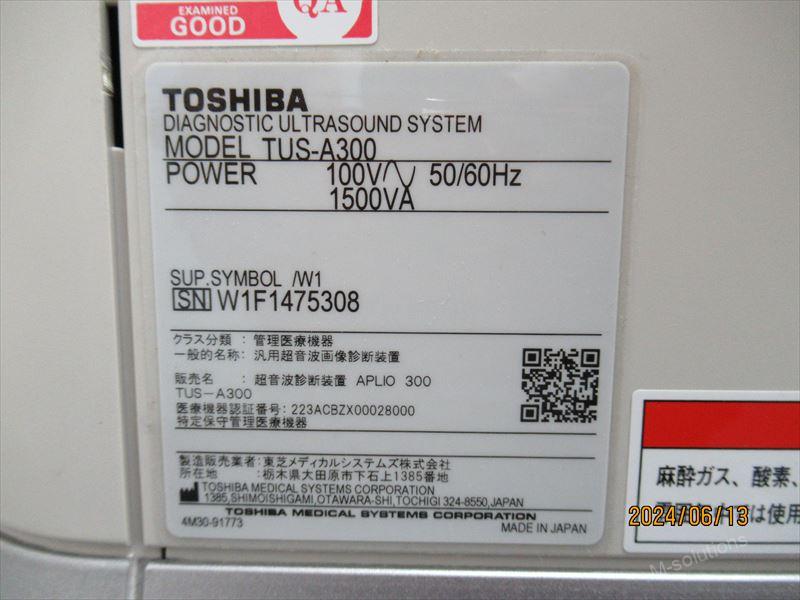 EXAMINED
GOOD
QA
TOSHIBA
DIAGNOSTIC ULTRASOUND SYSTEM
MODEL TUS-A300
POWER 100V 50/60Hz
1500VA
SUP.SYMBOL /W1
SN W1F1475308
クラス分類 : 管理医療機器
一般的名称: 汎用超音波画像診断装置
販売名 : 超音波診断装置 APLIO 300
TUS-A300
医療機器認証番号: 223ACBZX00028000
特定保守管理医療機器
製造販売業者:東芝メディカルシステムズ株式会社
所在地 :栃木県大田原市下石上1385番地
TOSHIBA MEDICAL SYSTEMS CORPORATION
1385,SHIMOISHIGAMI,OTAWARA-SHI,TOCHIGI 324-8550,JAPAN
TOSHIBA MEDICAL SYSTEMS CORPORATION
4M30-91773
MADE IN JAPAN
麻酔ガス、酸素、
は使用
2024/06/13
M-solutions